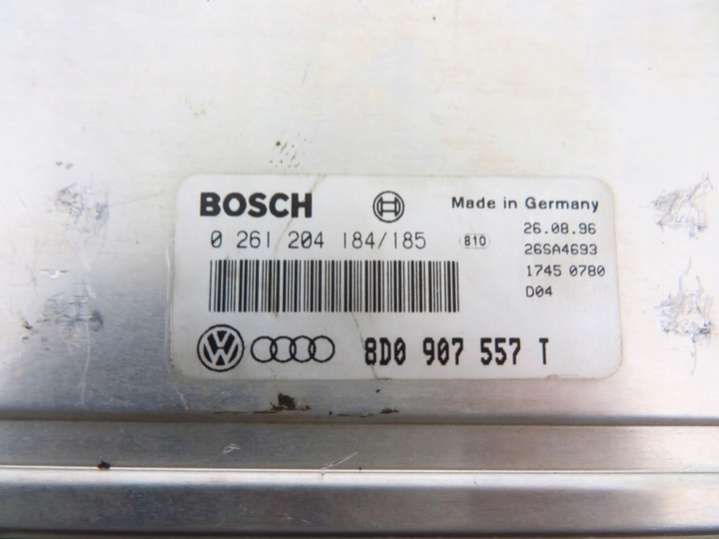 BOSCH
Made in Germany
0 261 204 184/185
810
26.08.96
26SA4693
1745 0780
D04
VW
8D0 907 557 T